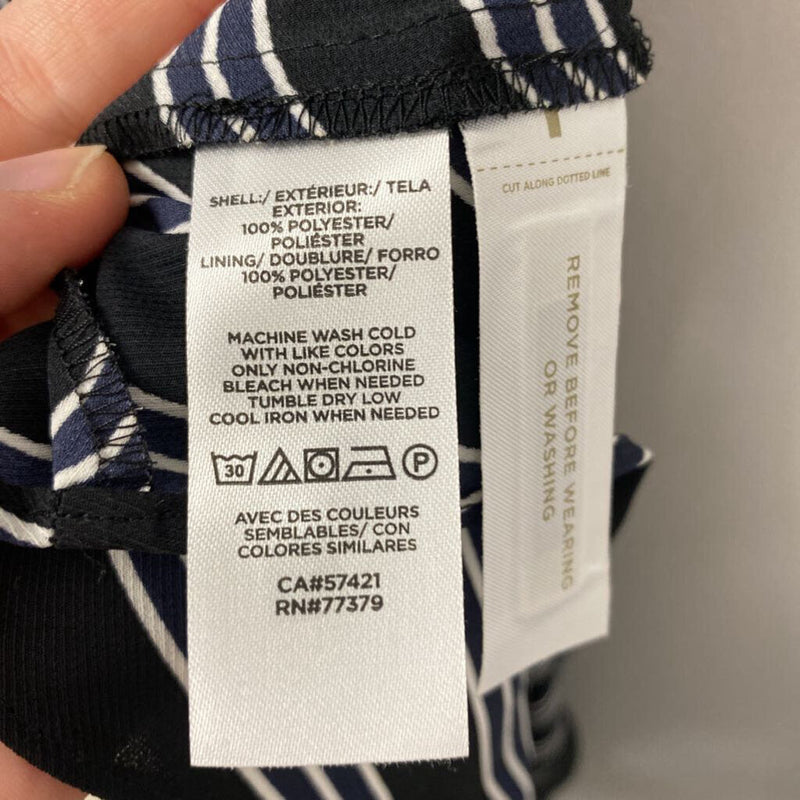 SHELL:/ EXTÉRIEUR:/ TELA
EXTERIOR:
100% POLYESTER/
POLIÉSTER
LINING/ DOUBLURE/ FORRO
100% POLYESTER/
POLIÉSTER
MACHINE WASH COLD
WITH LIKE COLORS
ONLY NON-CHLORINE
BLEACH WHEN NEEDED
TUMBLE DRY LOW
COOL IRON WHEN NEEDED
30
P
AVEC DES COULEURS
SEMBLABLES/ CON
COLORES SIMILARES
CA#57421
RN#77379
CUT ALONG DOTTED LINE
REMOVE BEFORE WEARING
OR WASHING